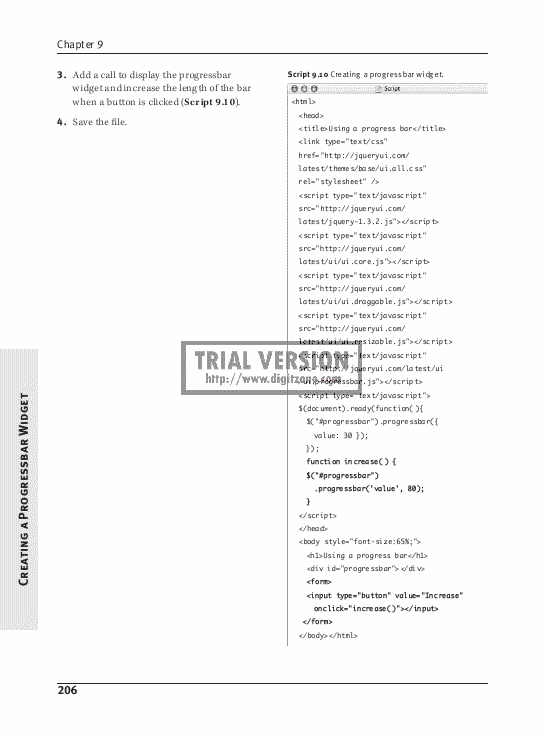 Chapter 9
3. Add a call to display the progressbar
widget and increase the length of the bar
when a button is clicked (Script 9.10).
4. Save the file.
Script 9.10 Creating a progress bar widget.
Script
<html>
<head>
<title>Using a progress bar</title>
<link type="text/css"
href="http://jqueryui.com/
latest/themes/base/ui.all.css"
rel="stylesheet" />
<script type="text/javascript"
src="http://jqueryui.com/
latest/jquery-1.3.2.js"></script>
<script type="text/javascript"
src="http://jqueryui.com/
latest/ui/ui.core.js"></script>
<script type="text/javascript"
src="http://jqueryui.com/
latest/ui/ui.draggable.js"></script>
<script type="text/javascript"
src="http://jqueryui.com/
latest/ui/ui.resizable.js"></script>
<script type="text/javascript"
src="http://jqueryui.com/latest/ui
/ui.progressbar.js"></script>
<script type="text/javascript">
$(document).ready(function(){
$("#progressbar").progressbar({
value: 30 });
});
function increase() {
$("#progressbar")
.progressbar('value', 80);
}
</script>
</head>
<body style="font-size:65%;">
<h1>Using a progress bar</h1>
<div id="progressbar"></div>
<form>
<input type="button" value="Increase"
onclick="increase()"></input>
</form>
</body></html>
TRIAL VERSION
http://www.digitzone.com
Creating a Progressbar Widget
206